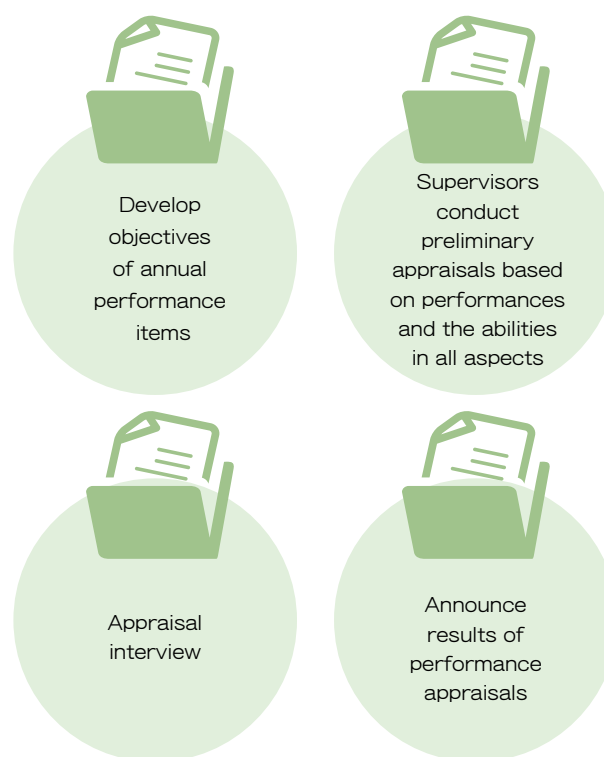 Develop
objectives
of annual
performance
items
Supervisors
conduct
preliminary
appraisals based
on performances
and the abilities
in all aspects
Appraisal
interview
Announce
results of
performance
appraisals